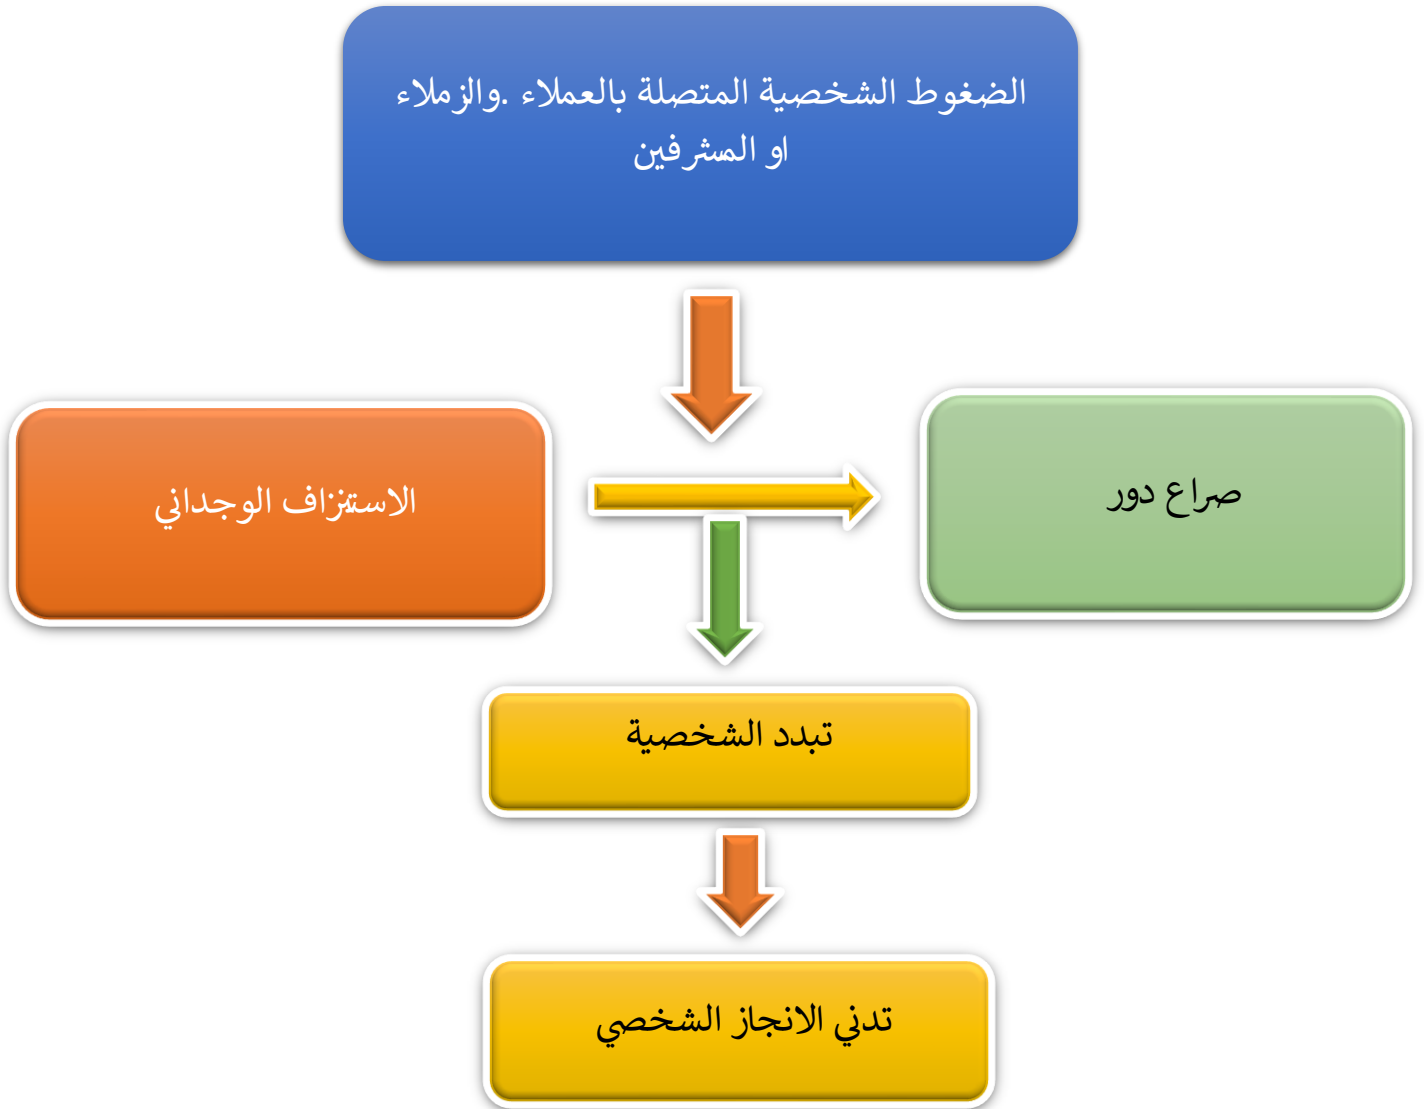 الضغوط الشخصية المتصلة بالعملاء .والزملاء
او المشرفين
صراع دور
الاستنزاف الوجداني
تبدد الشخصية
تدني الانجاز الشخصي